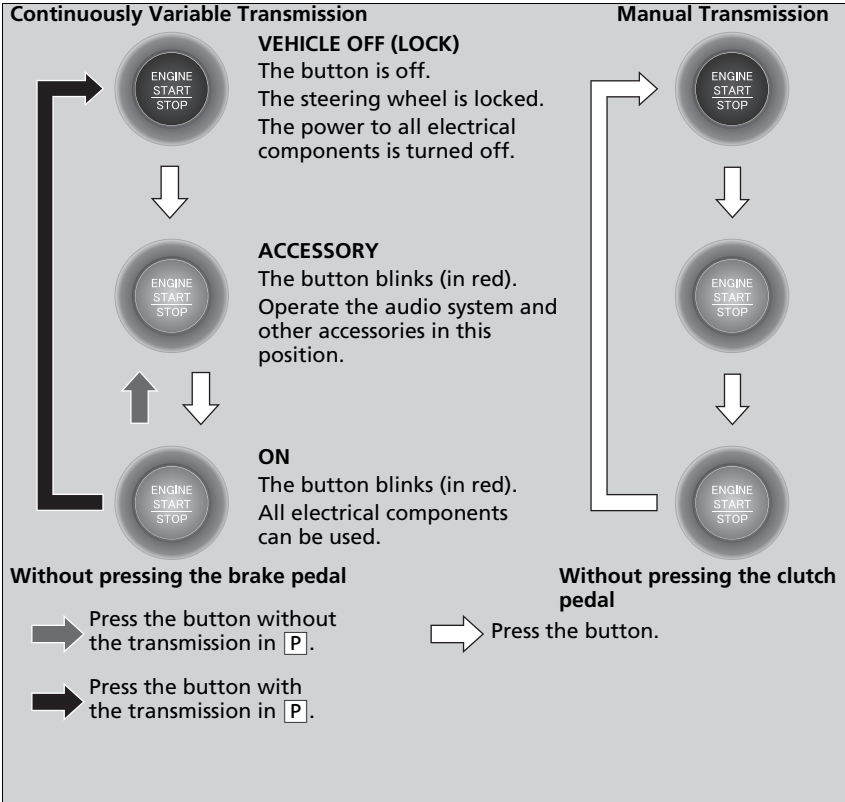 Continuously Variable Transmission
Manual Transmission
ENGINE
START
STOP
VEHICLE OFF (LOCK)
The button is off.
The steering wheel is locked.
The power to all electrical
components is turned off.
ENGINE
START
STOP
ENGINE
START
STOP
ACCESSORY
The button blinks (in red).
Operate the audio system and
other accessories in this
position.
ENGINE
START
STOP
ENGINE
START
STOP
ON
The button blinks (in red).
All electrical components
can be used.
ENGINE
START
STOP
Without pressing the brake pedal
Without pressing the clutch
pedal
Press the button without
the transmission in P.
Press the button.
Press the button with
the transmission in P.